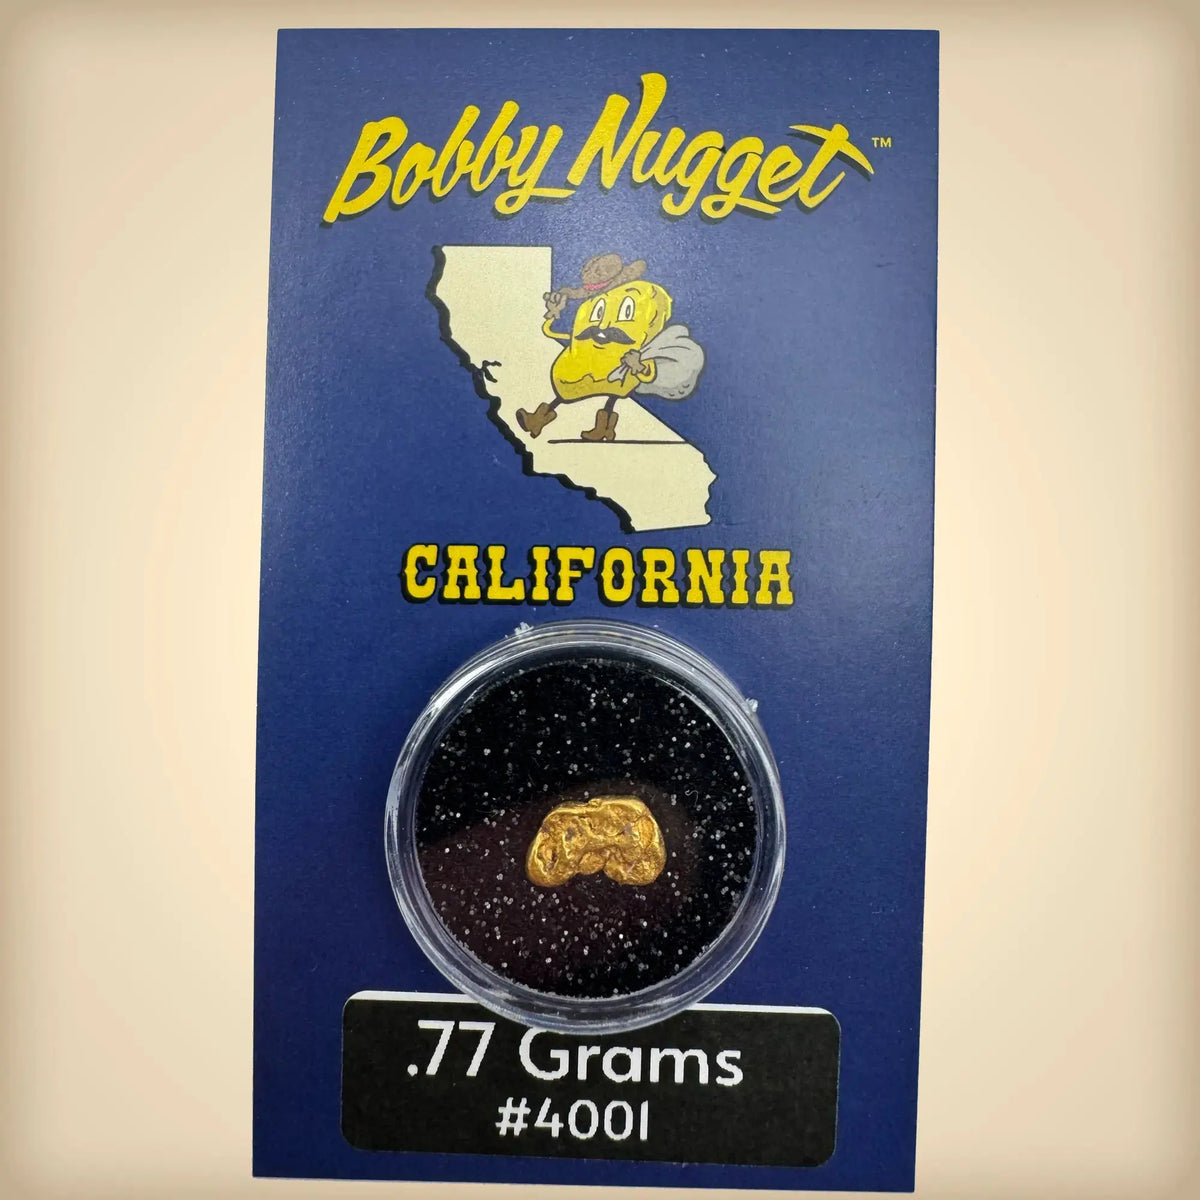 Bobby Nugget™
CALIFORNIA
.77 Grams
#4001